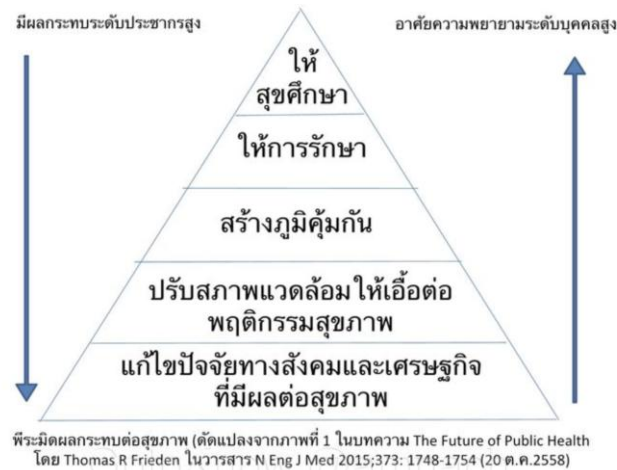 มีผลกระทบระดับประชากรสูง
อาศัยความพยายามระดับบุคคลสูง
ให้
สุขศึกษา
ให้การรักษา
สร้างภูมิคุ้มกัน
ปรับสภาพแวดล้อมให้เอื้อต่อ
พฤติกรรมสุขภาพ
แก้ไขปัจจัยทางสังคมและเศรษฐกิจ
ที่มีผลต่อสุขภาพ
พีระมิดผลกระทบต่อสุขภาพ (ดัดแปลงจากภาพที่ 1 ในบทความ The Future of Public Health
โดย Thomas R Frieden ในวารสาร N Eng J Med 2015;373: 1748-1754 (20 ต.ค.2558)